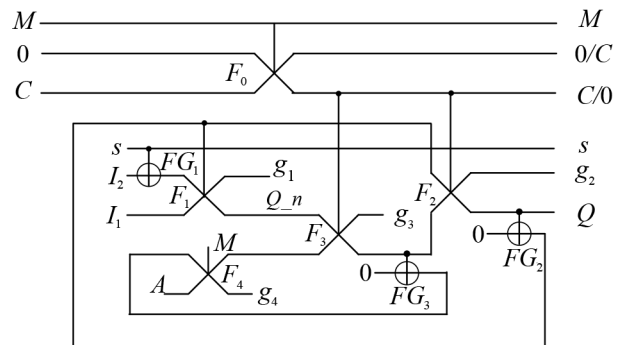 M M
0 0/C
F₀
C C/0
s s
I₂ FG₁ g₁ g₂
F₁ F₂
I₁ Q_n g₃ Q
F₃
M 0 FG₂
F₄ 0
A g₄ FG₃